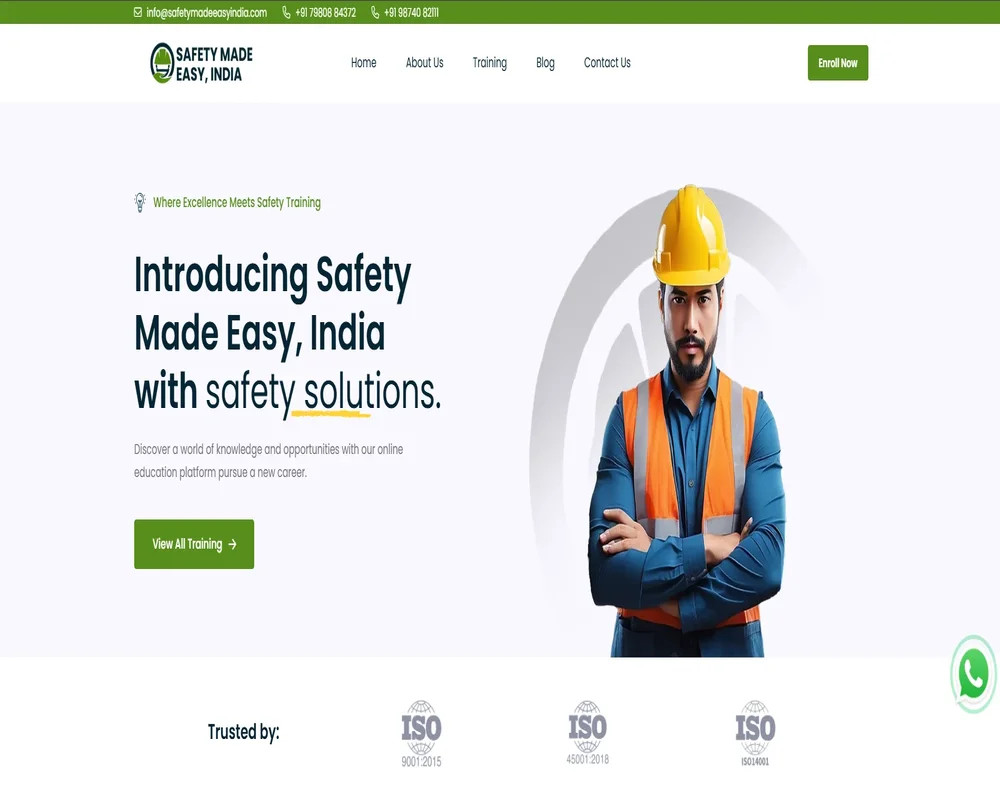 info@safetymadeeasyindia.com +91 79808 84372 +91 98740 82111
SAFETY MADE
EASY, INDIA
Home About Us Training Blog Contact Us
Enroll Now
Where Excellence Meets Safety Training
Introducing Safety
Made Easy, India
with safety solutions.
Discover a world of knowledge and opportunities with our online
education platform pursue a new career.
View All Training
Trusted by:
ISO
9001:2015
ISO
45001:2018
ISO
ISO14001